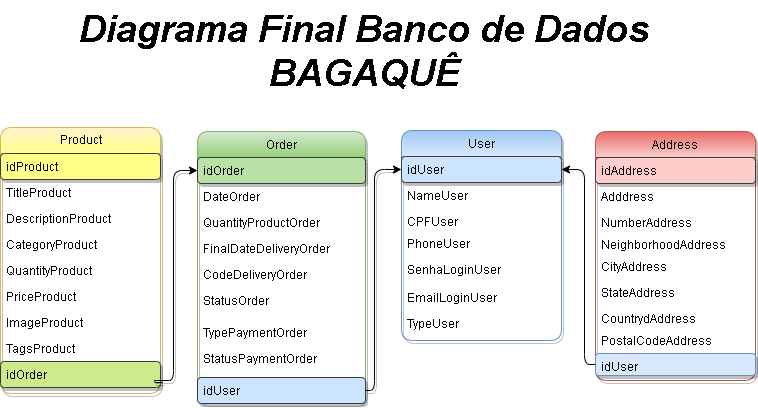 Diagrama Final Banco de Dados
BAGAQUÊ
Product
idProduct
TitleProduct
DescriptionProduct
CategoryProduct
QuantityProduct
PriceProduct
ImageProduct
TagsProduct
idOrder
Order
idOrder
DateOrder
QuantityProductOrder
FinalDateDeliveryOrder
CodeDeliveryOrder
StatusOrder
TypePaymentOrder
StatusPaymentOrder
idUser
User
idUser
NameUser
CPFUser
PhoneUser
SenhaLoginUser
EmailLoginUser
TypeUser
Address
idAddress
Adddress
NumberAddress
NeighborhoodAddress
CityAddress
StateAddress
CountrydAddress
PostalCodeAddress
idUser